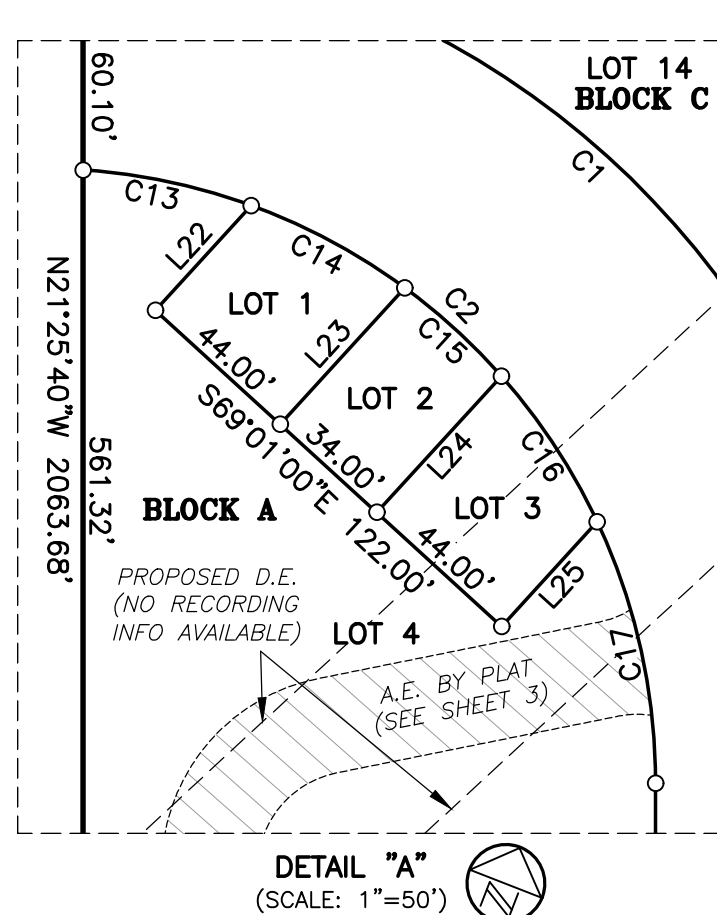 60.10'
LOT 14
BLOCK C
C1
C13
L22
C14
C2
N21°25'40"W 2063.68'
LOT 1
L23
C15
44.00'
S69°01'00"E
122.00'
LOT 2
34.00'
L24
C16
561.32'
BLOCK A
LOT 3
44.00'
L25
PROPOSED D.E.
(NO RECORDING
INFO AVAILABLE)
LOT 4
C17
A.E. BY PLAT
(SEE SHEET 3)
DETAIL "A"
(SCALE: 1"=50')
N